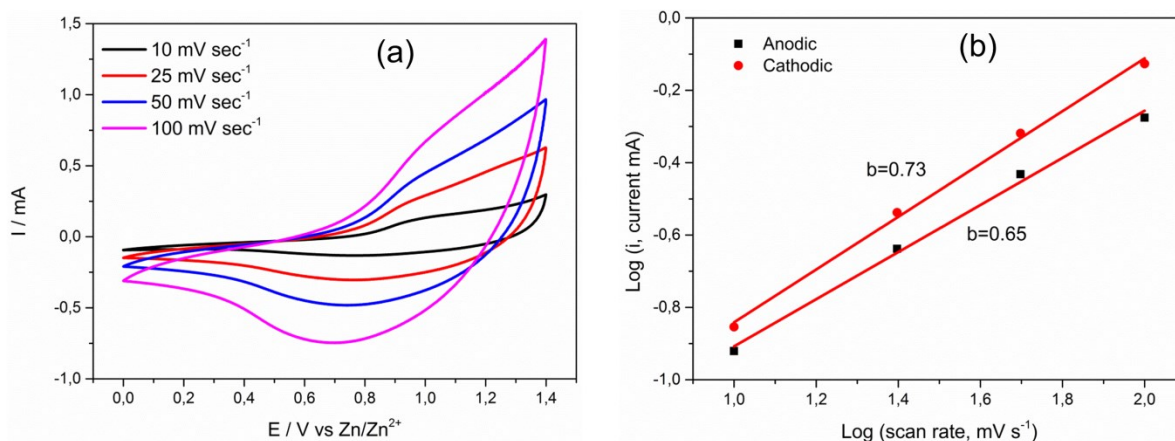 (a)
10 mV sec⁻¹
25 mV sec⁻¹
50 mV sec⁻¹
100 mV sec⁻¹
1,5
1,0
0,5
0,0
-0,5
-1,0
I / mA
0,0 0,2 0,4 0,6 0,8 1,0 1,2 1,4
E / V vs Zn/Zn²⁺
(b)
Anodic
Cathodic
0,0
-0,2
-0,4
-0,6
-0,8
-1,0
Log (i, current mA)
b=0.73
b=0.65
1,0 1,2 1,4 1,6 1,8 2,0
Log (scan rate, mV s⁻¹)